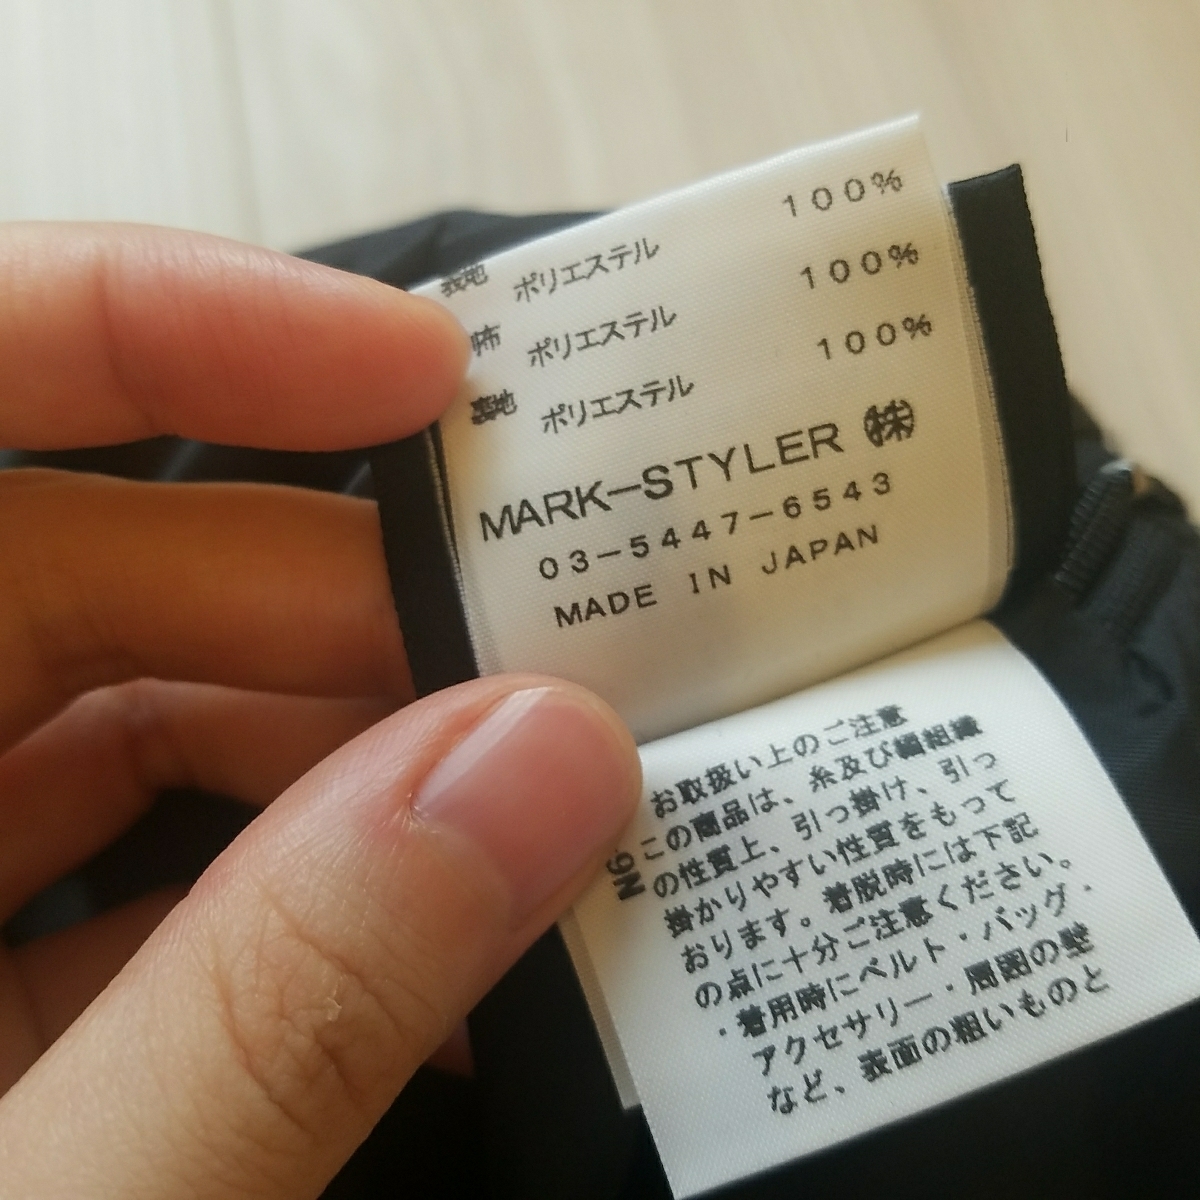 表地 ポリエステル 100%
布 ポリエステル 100%
裏地 ポリエステル 100%
MARK-STYLER ㈱
03-5447-6543
MADE IN JAPAN
お取扱い上のご注意
この商品は、糸及び編組織
の性質上、引っ掛け、引っ
掛かりやすい性質をもって
おります。着脱時には下記
の点に十分ご注意ください。
・着用時にベルト・バッグ・
アクセサリー・周囲の壁
など、表面の粗いものと
N6